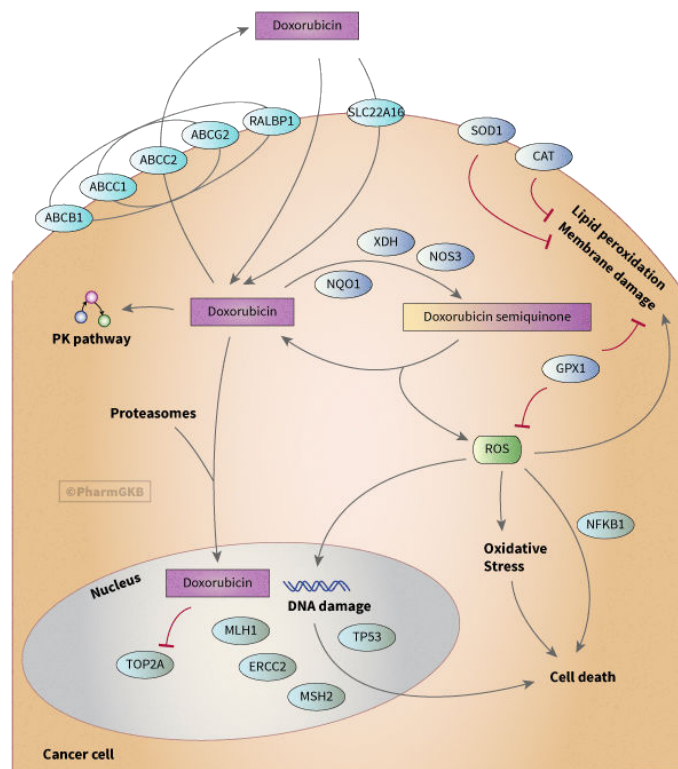 Doxorubicin
RALBP1
SLC22A16
ABCG2
SOD1
ABCC2
CAT
ABCC1
ABCB1
Lipid peroxidation
Membrane damage
XDH
NOS3
NQO1
Doxorubicin
Doxorubicin semiquinone
PK pathway
GPX1
Proteasomes
ROS
©PharmGKB
NFKB1
Oxidative
Stress
Nucleus
Doxorubicin
DNA damage
MLH1
TP53
TOP2A
ERCC2
MSH2
Cell death
Cancer cell